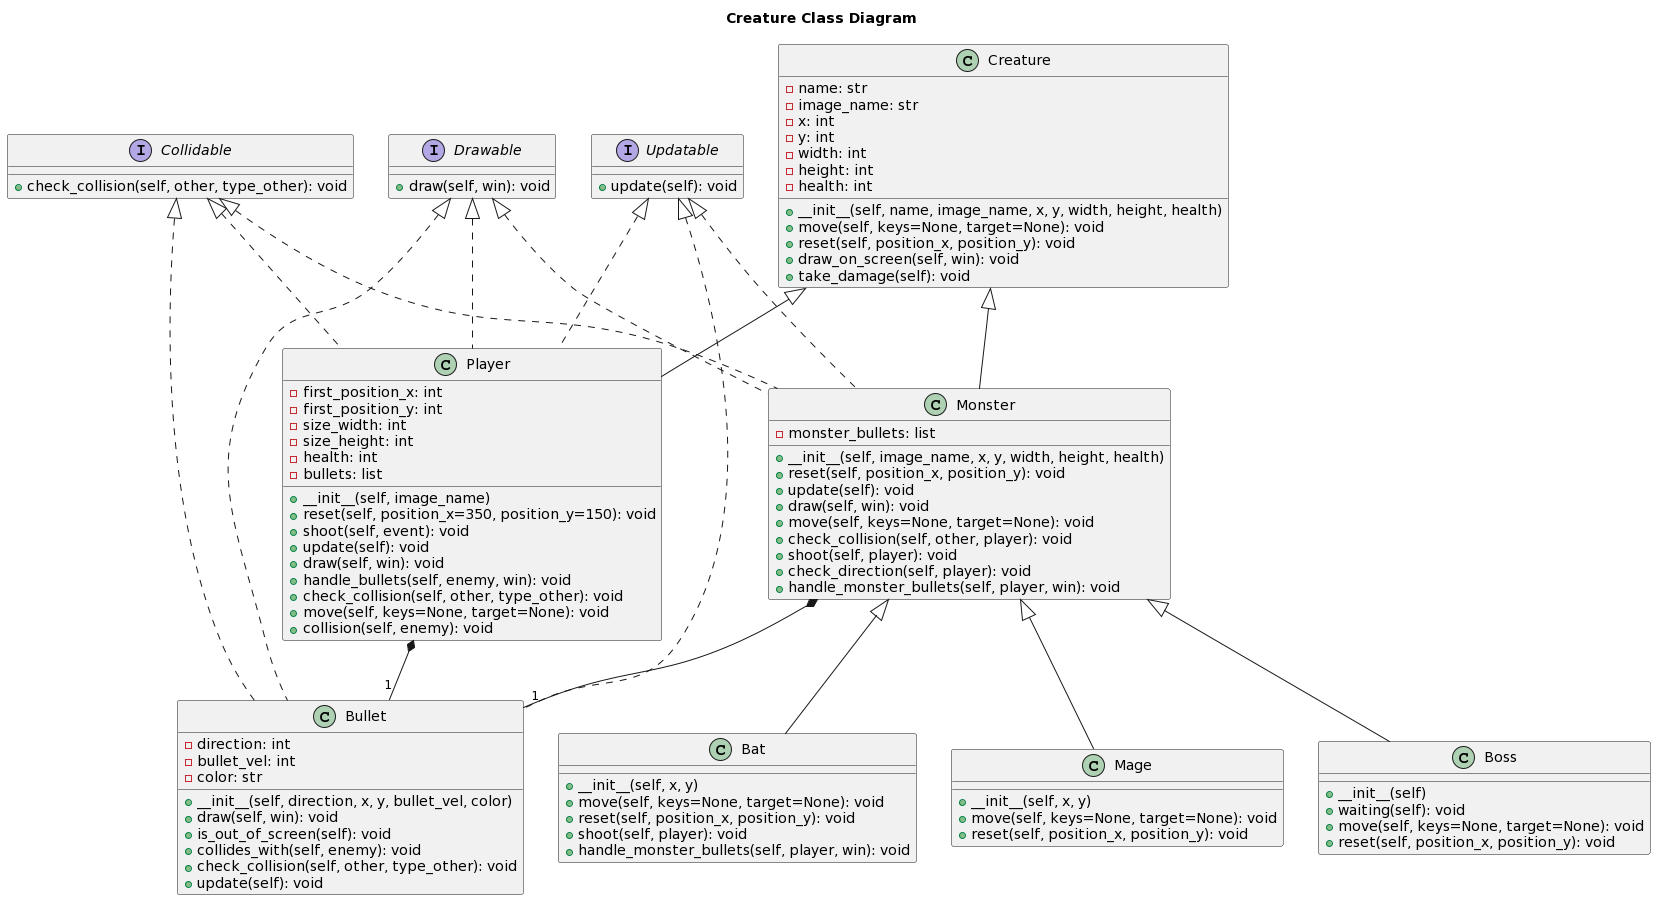 Creature Class Diagram
C Creature
name: str
image_name: str
x: int
y: int
width: int
height: int
health: int
__init__(self, name, image_name, x, y, width, height, health)
move(self, keys=None, target=None): void
reset(self, position_x, position_y): void
draw_on_screen(self, win): void
take_damage(self): void
I Collidable
check_collision(self, other, type_other): void
I Drawable
draw(self, win): void
I Updatable
update(self): void
C Player
first_position_x: int
first_position_y: int
size_width: int
size_height: int
health: int
bullets: list
__init__(self, image_name)
reset(self, position_x=350, position_y=150): void
shoot(self, event): void
update(self): void
draw(self, win): void
handle_bullets(self, enemy, win): void
check_collision(self, other, type_other): void
move(self, keys=None, target=None): void
collision(self, enemy): void
C Monster
monster_bullets: list
__init__(self, image_name, x, y, width, height, health)
reset(self, position_x, position_y): void
update(self): void
draw(self, win): void
move(self, keys=None, target=None): void
check_collision(self, other, player): void
shoot(self, player): void
check_direction(self, player): void
handle_monster_bullets(self, player, win): void
1
1
C Bullet
direction: int
bullet_vel: int
color: str
__init__(self, direction, x, y, bullet_vel, color)
draw(self, win): void
is_out_of_screen(self): void
collides_with(self, enemy): void
check_collision(self, other, type_other): void
update(self): void
C Bat
__init__(self, x, y)
move(self, keys=None, target=None): void
reset(self, position_x, position_y): void
shoot(self, player): void
handle_monster_bullets(self, player, win): void
C Mage
__init__(self, x, y)
move(self, keys=None, target=None): void
reset(self, position_x, position_y): void
C Boss
__init__(self)
waiting(self): void
move(self, keys=None, target=None): void
reset(self, position_x, position_y): void